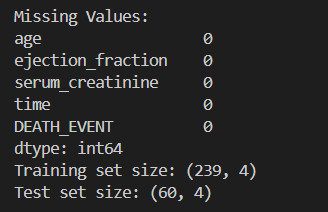 Missing Values:
age 0
ejection_fraction 0
serum_creatinine 0
time 0
DEATH_EVENT 0
dtype: int64
Training set size: (239, 4)
Test set size: (60, 4)